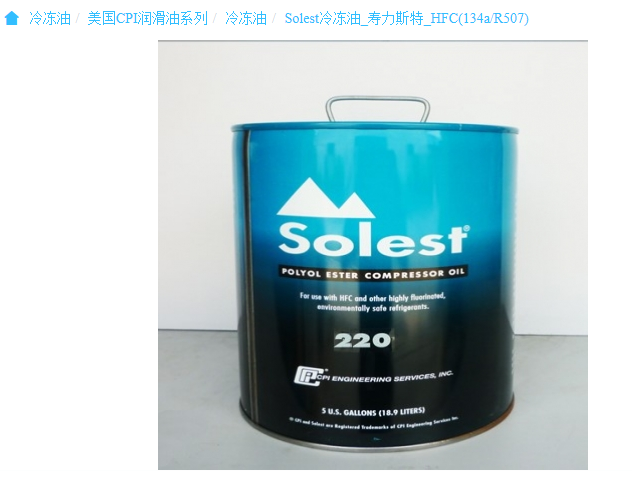 冷冻油 / 美国CPI润滑油系列 / 冷冻油 / Solest冷冻油_寿力斯特_HFC(134a/R507)
Solest®
POLYOL ESTER COMPRESSOR OIL
For use with HFC and other highly fluorinated,
environmentally safe refrigerants.
220
CPI® CPI ENGINEERING SERVICES, INC.
5 U.S. GALLONS (18.9 LITERS)
® CPI and Solest are Registered Trademarks of CPI Engineering Services Inc.